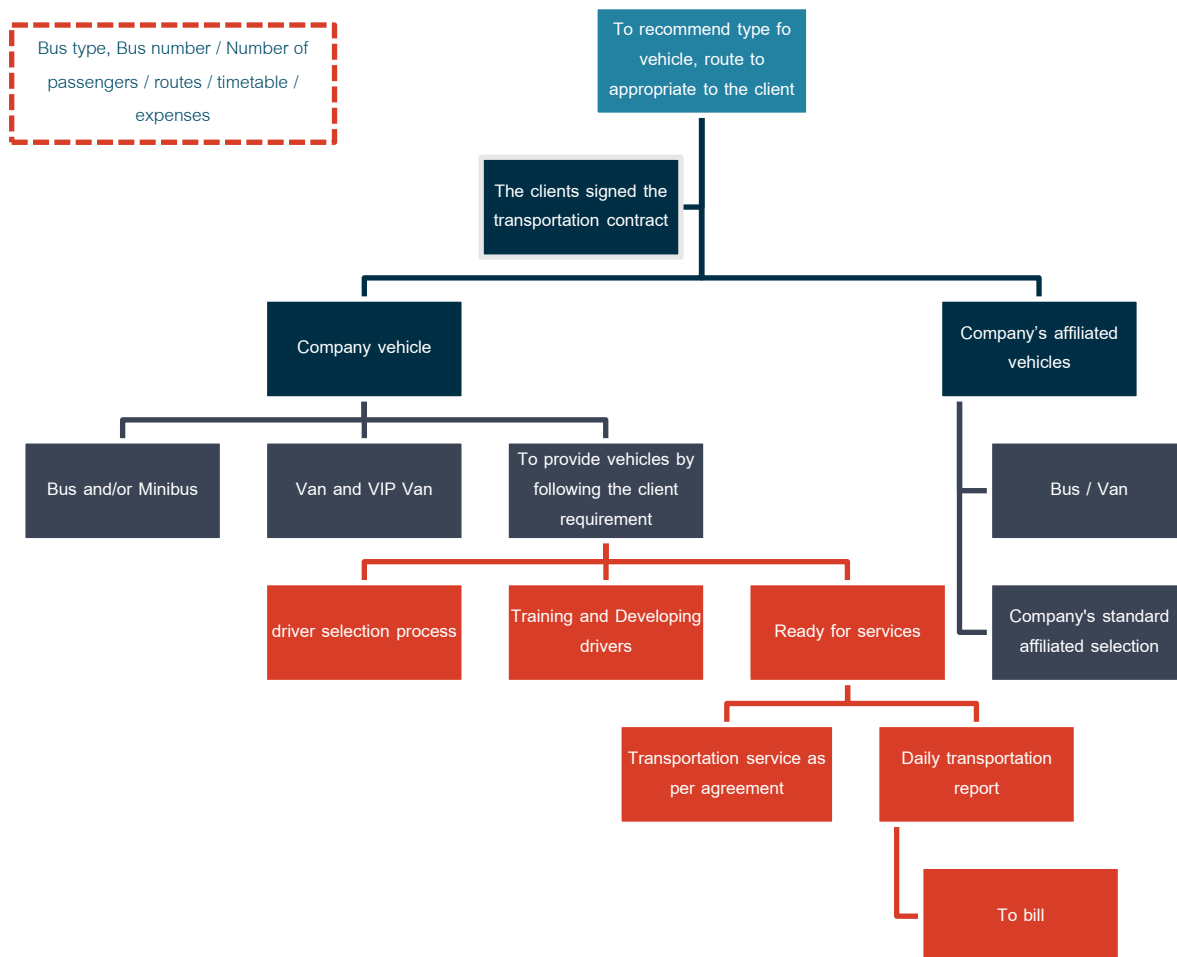 Bus type, Bus number / Number of
passengers / routes / timetable /
expenses
To recommend type fo
vehicle, route to
appropriate to the client
The clients signed the
transportation contract
Company vehicle
Company's affiliated
vehicles
Bus and/or Minibus
Van and VIP Van
To provide vehicles by
following the client
requirement
Bus / Van
driver selection process
Training and Developing
drivers
Ready for services
Company's standard
affiliated selection
Transportation service as
per agreement
Daily transportation
report
To bill